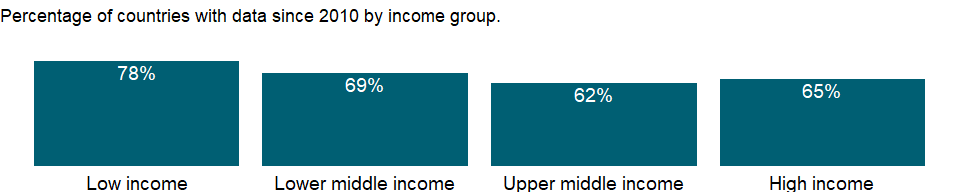 Percentage of countries with data since 2010 by income group.
78%
69%
62%
65%
Low income
Lower middle income
Upper middle income
High income